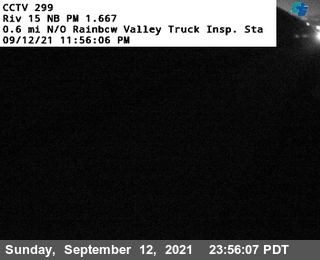 CCTV 299
Riv 15 NB PM 1.667
0.6 mi N/O Rainbow Valley Truck Insp. Sta
09/12/21 11:56:06 PM
Sunday, September 12, 2021 23:56:07 PDT